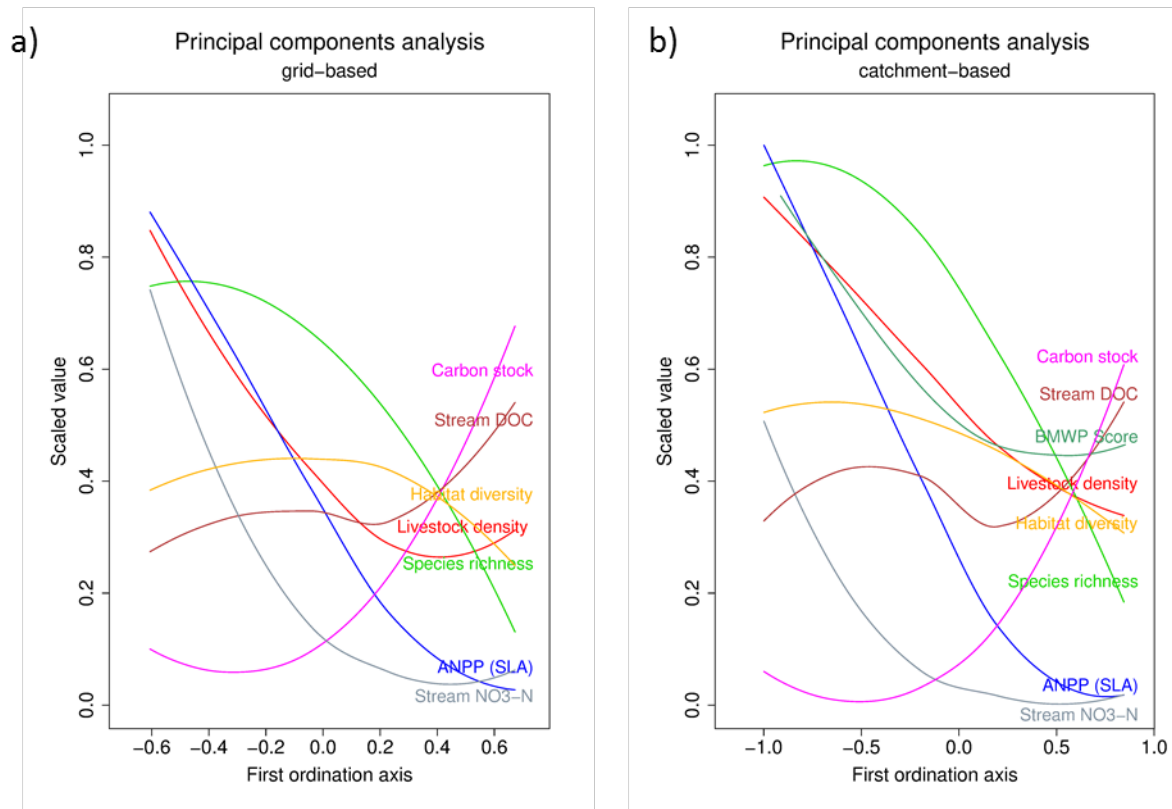 a)
Principal components analysis
grid−based
Scaled value
1.0
0.8
0.6
0.4
0.2
0.0
Carbon stock
Stream DOC
Habitat diversity
Livestock density
Species richness
ANPP (SLA)
Stream NO3−N
−0.6 −0.4 −0.2 0.0 0.2 0.4 0.6
First ordination axis
b)
Principal components analysis
catchment−based
Scaled value
1.0
0.8
0.6
0.4
0.2
0.0
Carbon stock
Stream DOC
BMWP Score
Livestock density
Habitat diversity
Species richness
ANPP (SLA)
Stream NO3−N
−1.0 −0.5 0.0 0.5 1.0
First ordination axis